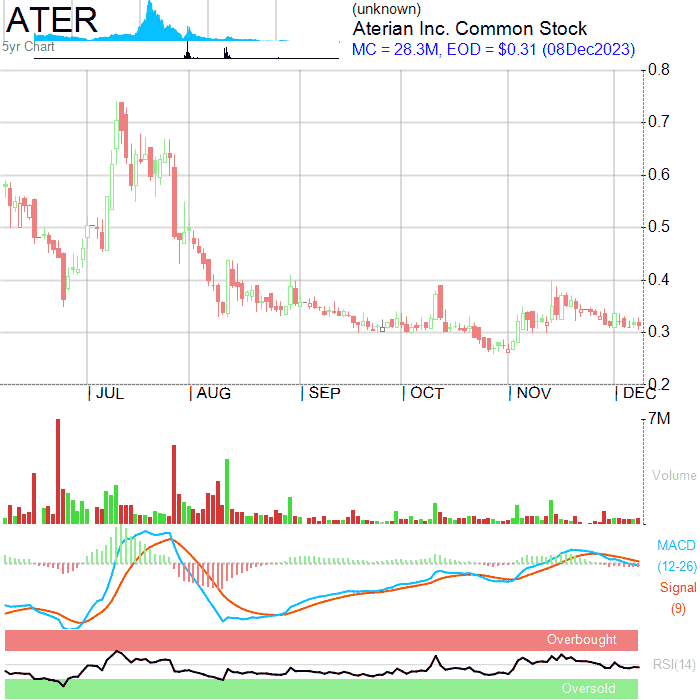 ATER
5yr Chart
(unknown)
Aterian Inc. Common Stock
MC = 28.3M, EOD = $0.31 (08Dec2023)
0.8
0.7
0.6
0.5
0.4
0.3
0.2
JUL AUG SEP OCT NOV DEC
7M
Volume
MACD
(12-26)
Signal
(9)
Overbought
RSI(14)
Oversold